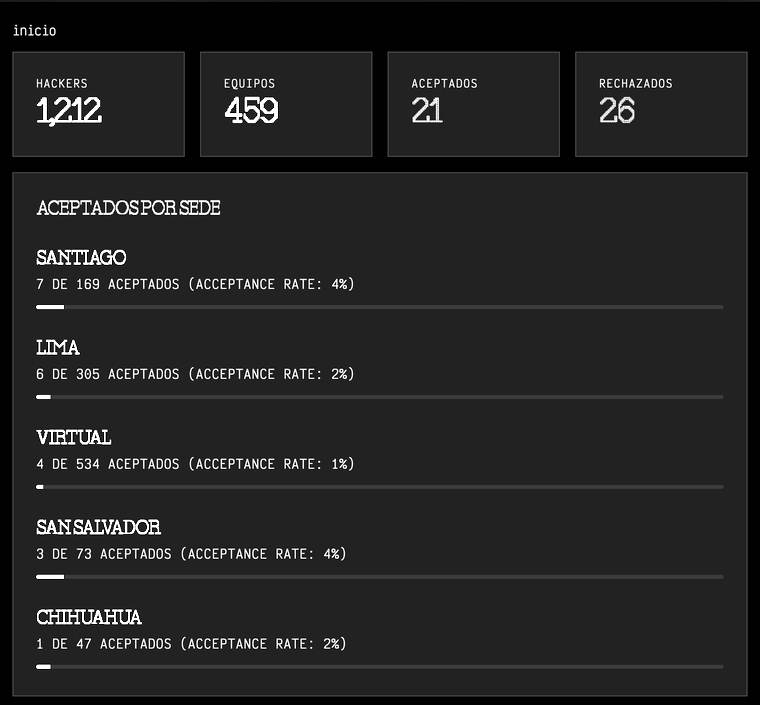 inicio
HACKERS
1,212
EQUIPOS
459
ACEPTADOS
21
RECHAZADOS
26
ACEPTADOS POR SEDE
SANTIAGO
7 DE 169 ACEPTADOS (ACCEPTANCE RATE: 4%)
LIMA
6 DE 305 ACEPTADOS (ACCEPTANCE RATE: 2%)
VIRTUAL
4 DE 534 ACEPTADOS (ACCEPTANCE RATE: 1%)
SAN SALVADOR
3 DE 73 ACEPTADOS (ACCEPTANCE RATE: 4%)
CHIHUAHUA
1 DE 47 ACEPTADOS (ACCEPTANCE RATE: 2%)